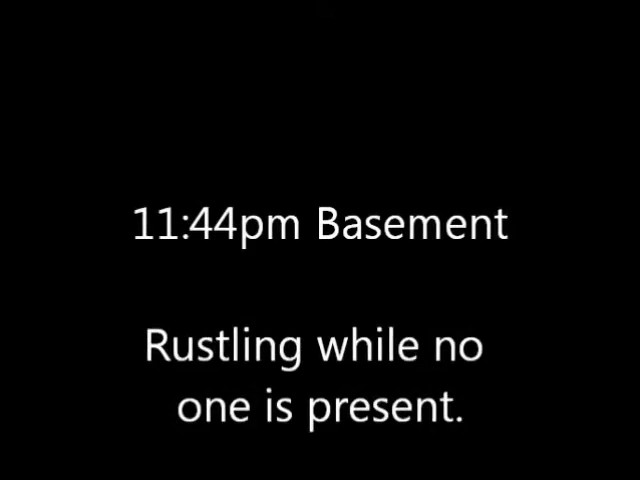 11:44pm Basement
Rustling while no
one is present.